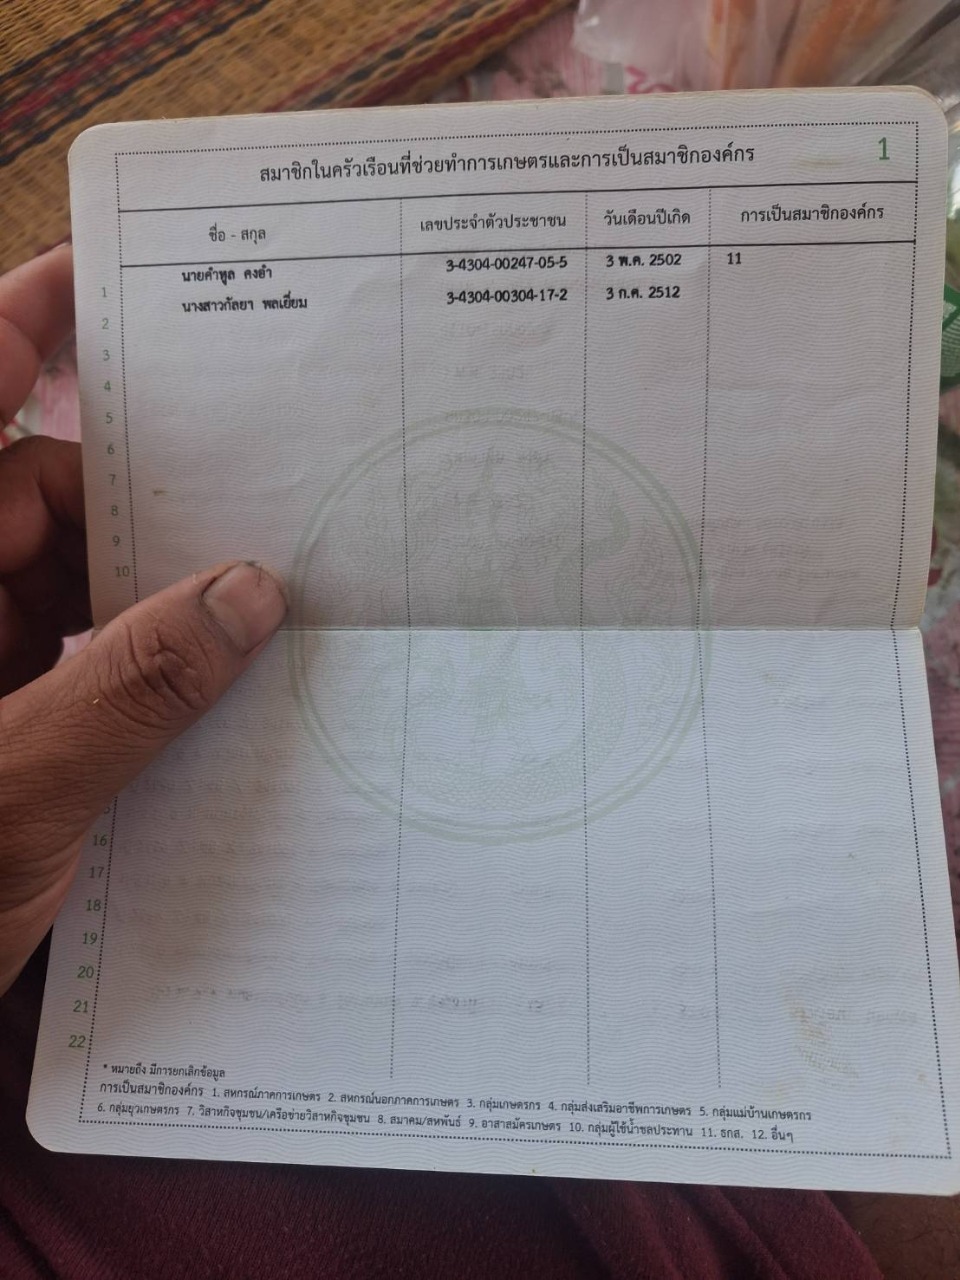 1
สมาชิกในครัวเรือนที่ช่วยทำการเกษตรและการเป็นสมาชิกองค์กร
ชื่อ - สกุล เลขประจำตัวประชาชน วันเดือนปีเกิด การเป็นสมาชิกองค์กร
1 นายคำพูล คงยำ 3-4304-00247-05-5 3 พ.ค. 2502 11
2 นางสาวกัลยา พลเยี่ยม 3-4304-00304-17-2 3 ก.ค. 2512
3
4
5
6
7
8
9
10
16
17
18
19
20
21
22
* หมายถึง มีการยกเลิกข้อมูล
การเป็นสมาชิกองค์กร 1. สหกรณ์ภาคการเกษตร 2. สหกรณ์นอกภาคการเกษตร 3. กลุ่มเกษตรกร 4. กลุ่มส่งเสริมอาชีพการเกษตร 5. กลุ่มแม่บ้านเกษตรกร
6. กลุ่มยุวเกษตรกร 7. วิสาหกิจชุมชน/เครือข่ายวิสาหกิจชุมชน 8. สมาคม/สหพันธ์ 9. อาสาสมัครเกษตร 10. กลุ่มผู้ใช้น้ำชลประทาน 11. ธกส. 12. อื่นๆ